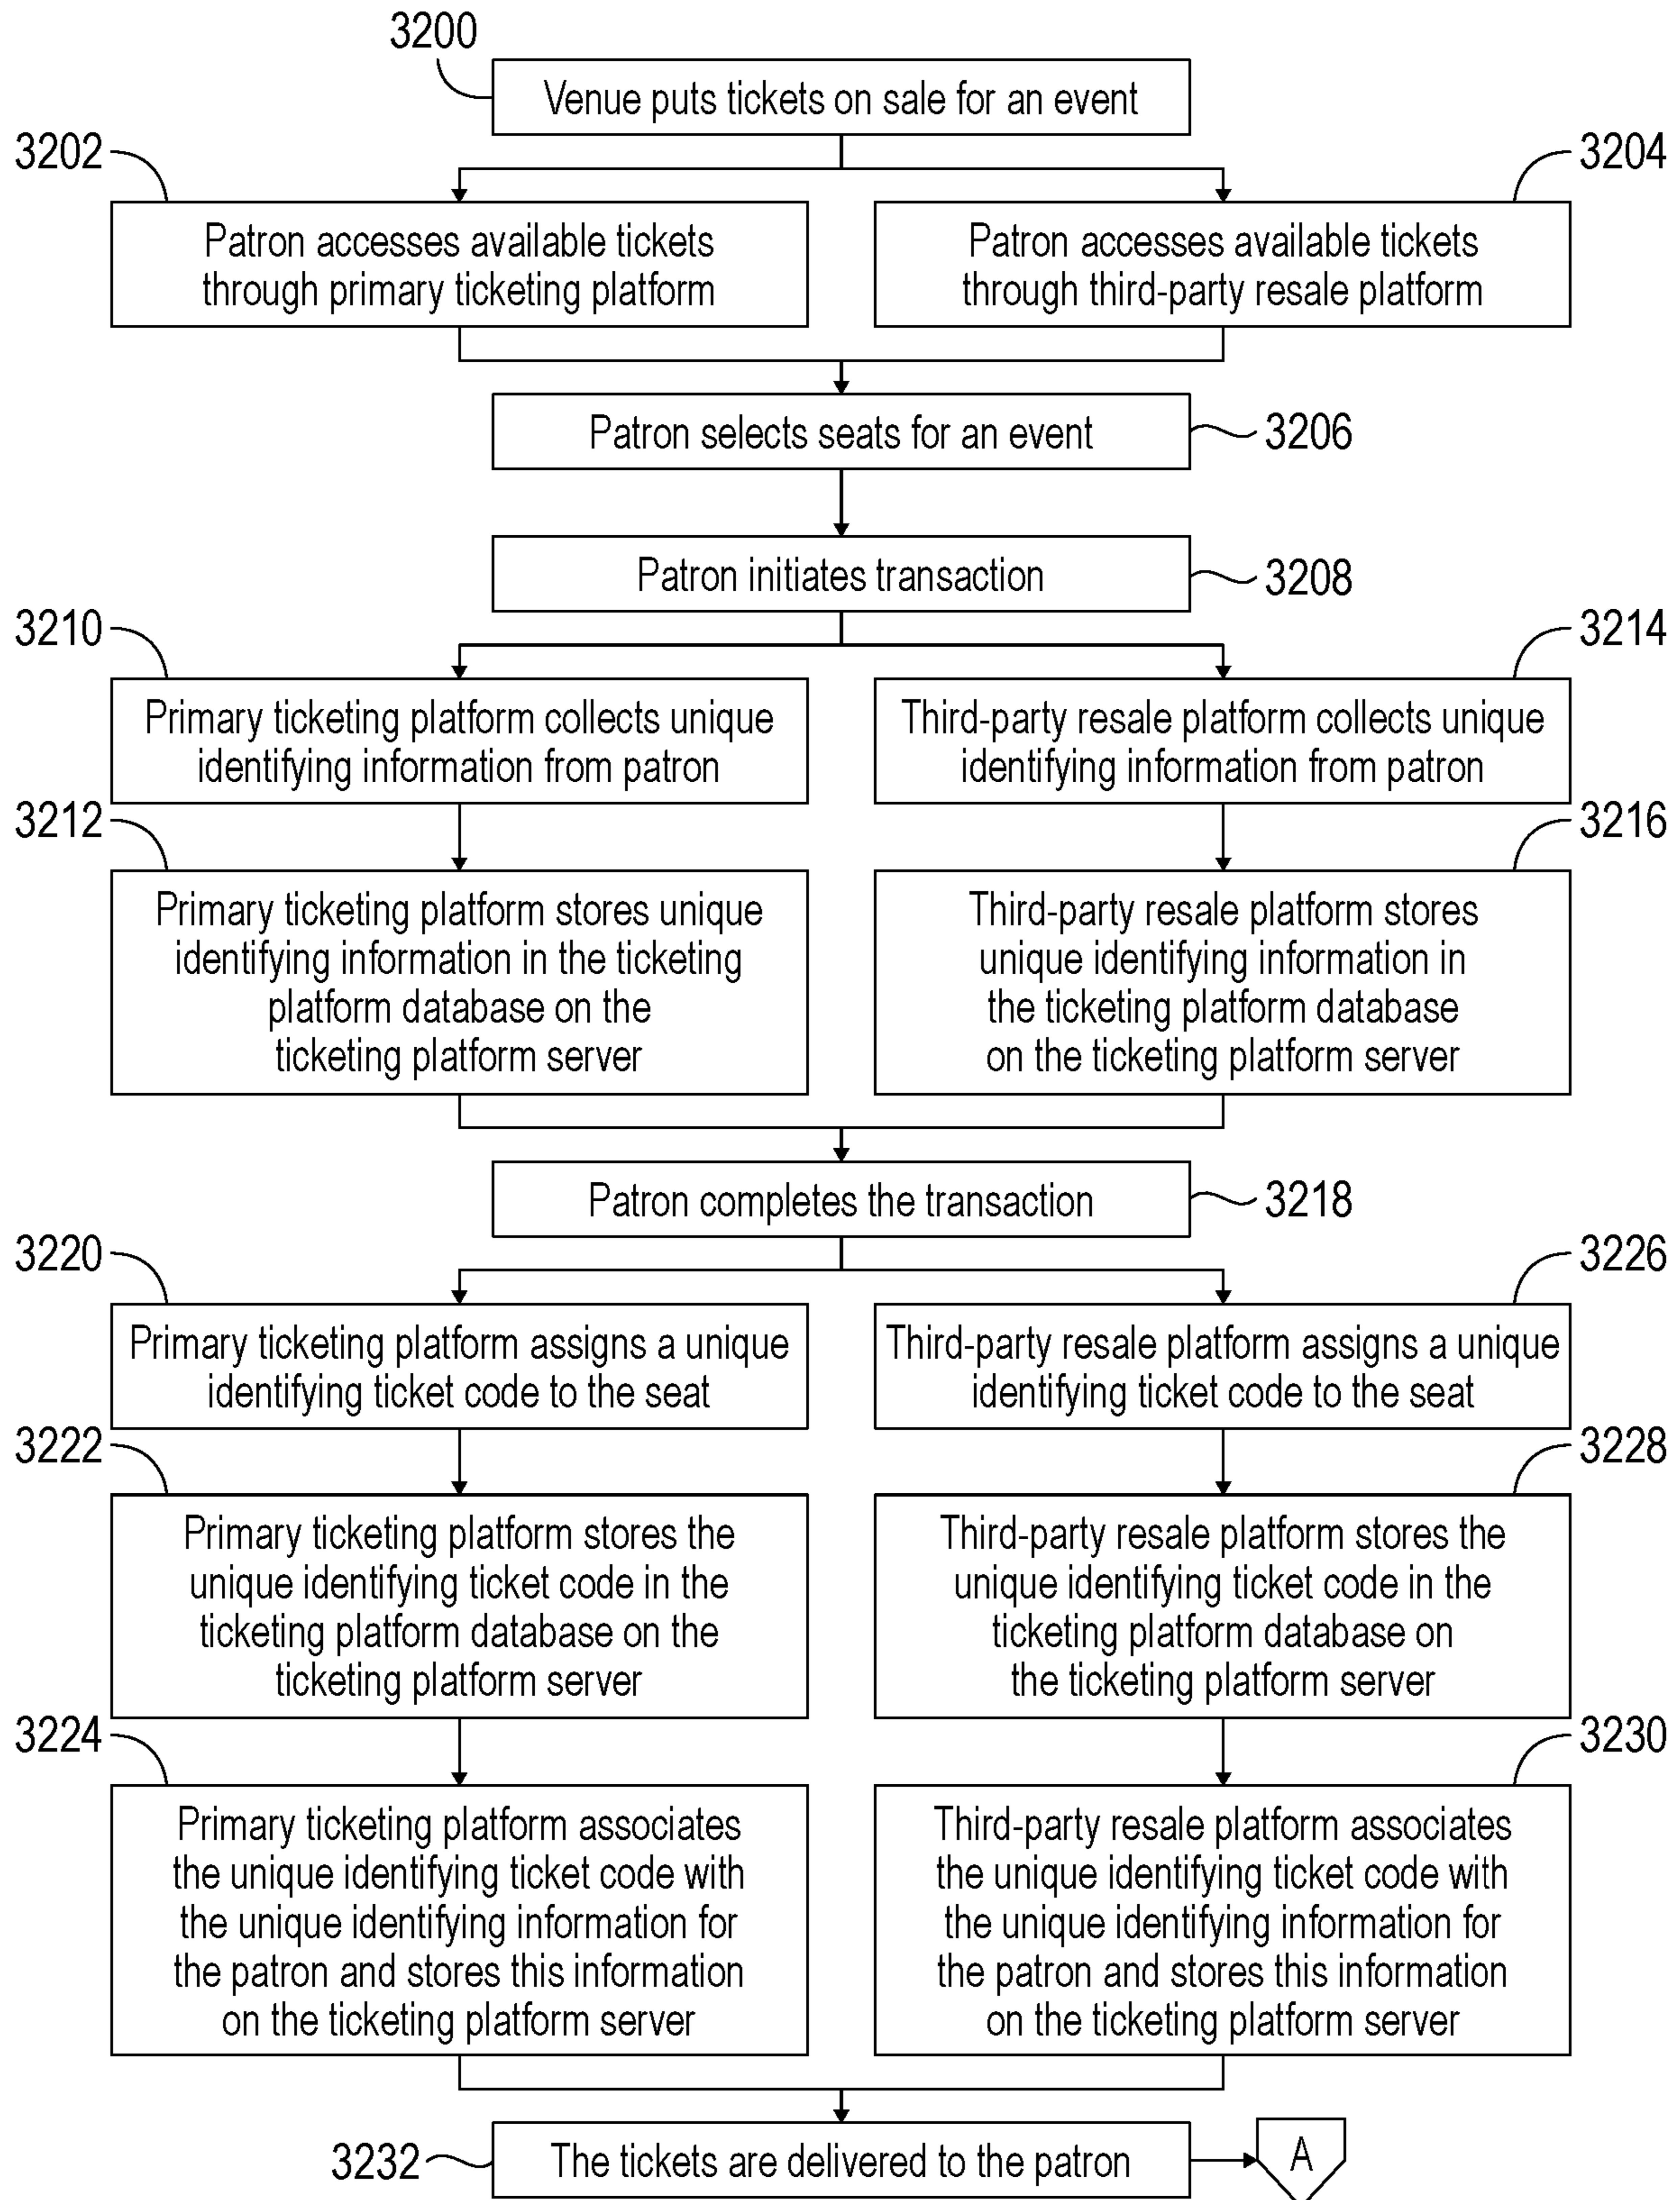 3200
Venue puts tickets on sale for an event
3202
3204
Patron accesses available tickets
through primary ticketing platform
Patron accesses available tickets
through third-party resale platform
Patron selects seats for an event
3206
Patron initiates transaction
3208
3210
3214
Primary ticketing platform collects unique
identifying information from patron
Third-party resale platform collects unique
identifying information from patron
3212
3216
Primary ticketing platform stores unique
identifying information in the ticketing
platform database on the
ticketing platform server
Third-party resale platform stores
unique identifying information in
the ticketing platform database
on the ticketing platform server
Patron completes the transaction
3218
3220
3226
Primary ticketing platform assigns a unique
identifying ticket code to the seat
Third-party resale platform assigns a unique
identifying ticket code to the seat
3222
3228
Primary ticketing platform stores the
unique identifying ticket code in the
ticketing platform database on the
ticketing platform server
Third-party resale platform stores the
unique identifying ticket code in the
ticketing platform database on
the ticketing platform server
3224
3230
Primary ticketing platform associates
the unique identifying ticket code with
the unique identifying information for
the patron and stores this information
on the ticketing platform server
Third-party resale platform associates
the unique identifying ticket code with
the unique identifying information for
the patron and stores this information
on the ticketing platform server
3232
The tickets are delivered to the patron
A